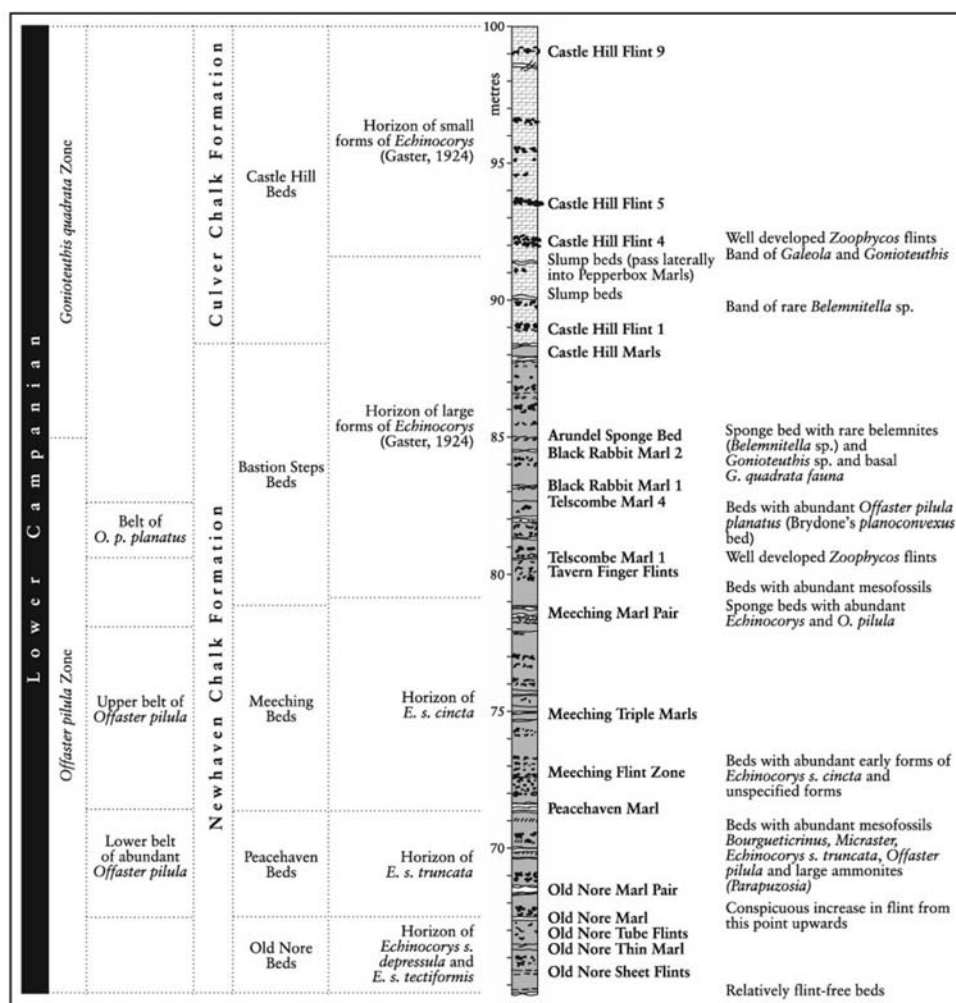 Lower Campanian
Gonioteuthis quadrata Zone
Offaster pilula Zone
Belt of
O. p. planatus
Upper belt of
Offaster pilula
Lower belt
of abundant
Offaster pilula
Culver Chalk Formation
Newhaven Chalk Formation
Castle Hill
Beds
Bastion Steps
Beds
Meeching
Beds
Peacehaven
Beds
Old Nore
Beds
Horizon of small
forms of Echinocorys
(Gaster, 1924)
Horizon of large
forms of Echinocorys
(Gaster, 1924)
Horizon of
E. s. cincta
Horizon of
E. s. truncata
Horizon of
Echinocorys s.
depressula and
E. s. tectiformis
metres
100
95
90
85
80
75
70
Castle Hill Flint 9
Castle Hill Flint 5
Castle Hill Flint 4
Slump beds (pass laterally
into Pepperbox Marls)
Slump beds
Castle Hill Flint 1
Castle Hill Marls
Arundel Sponge Bed
Black Rabbit Marl 2
Black Rabbit Marl 1
Telscombe Marl 4
Telscombe Marl 1
Tavern Finger Flints
Meeching Marl Pair
Meeching Triple Marls
Meeching Flint Zone
Peacehaven Marl
Old Nore Marl Pair
Old Nore Marl
Old Nore Tube Flints
Old Nore Thin Marl
Old Nore Sheet Flints
Well developed Zoophycos flints
Band of Galeola and Gonioteuthis
Band of rare Belemnitella sp.
Sponge bed with rare belemnites
(Belemnitella sp.) and
Gonioteuthis sp. and basal
G. quadrata fauna
Beds with abundant Offaster pilula
planatus (Brydone's planoconvexus
bed)
Well developed Zoophycos flints
Beds with abundant mesofossils
Sponge beds with abundant
Echinocorys and O. pilula
Beds with abundant early forms of
Echinocorys s. cincta and
unspecified forms
Beds with abundant mesofossils
Bourgueticrinus, Micraster,
Echinocorys s. truncata, Offaster
pilula and large ammonites
(Parapuzosia)
Conspicuous increase in flint from
this point upwards
Relatively flint-free beds